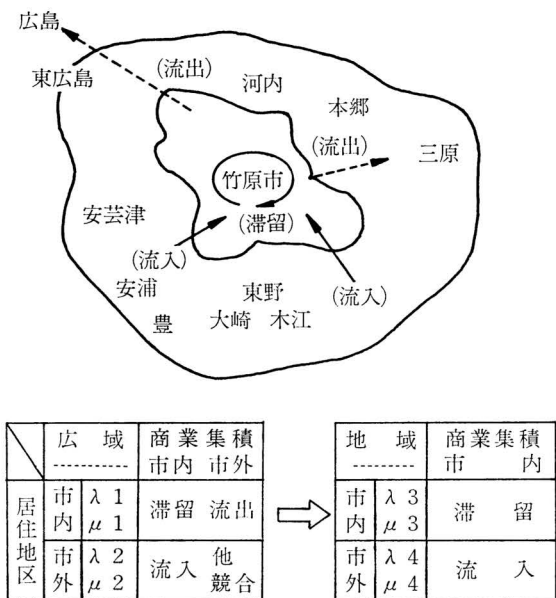 広島
(流出)
東広島
河内
本郷
(流出)
三原
竹原市
安芸津
(滞留)
(流入)
安浦
東野
(流入)
豊
大崎 木江
広域 商業集積
市内 市外
居住地区
市内 λ1 滞留 流出
μ1
市外 λ2 流入 他
μ2 競合
地域 商業集積
市内
市内 λ3 滞留
μ3
市外 λ4 流入
μ4